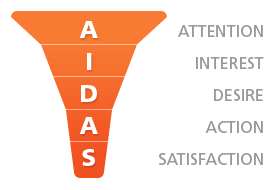 A ATTENTION
I INTEREST
D DESIRE
A ACTION
S SATISFACTION